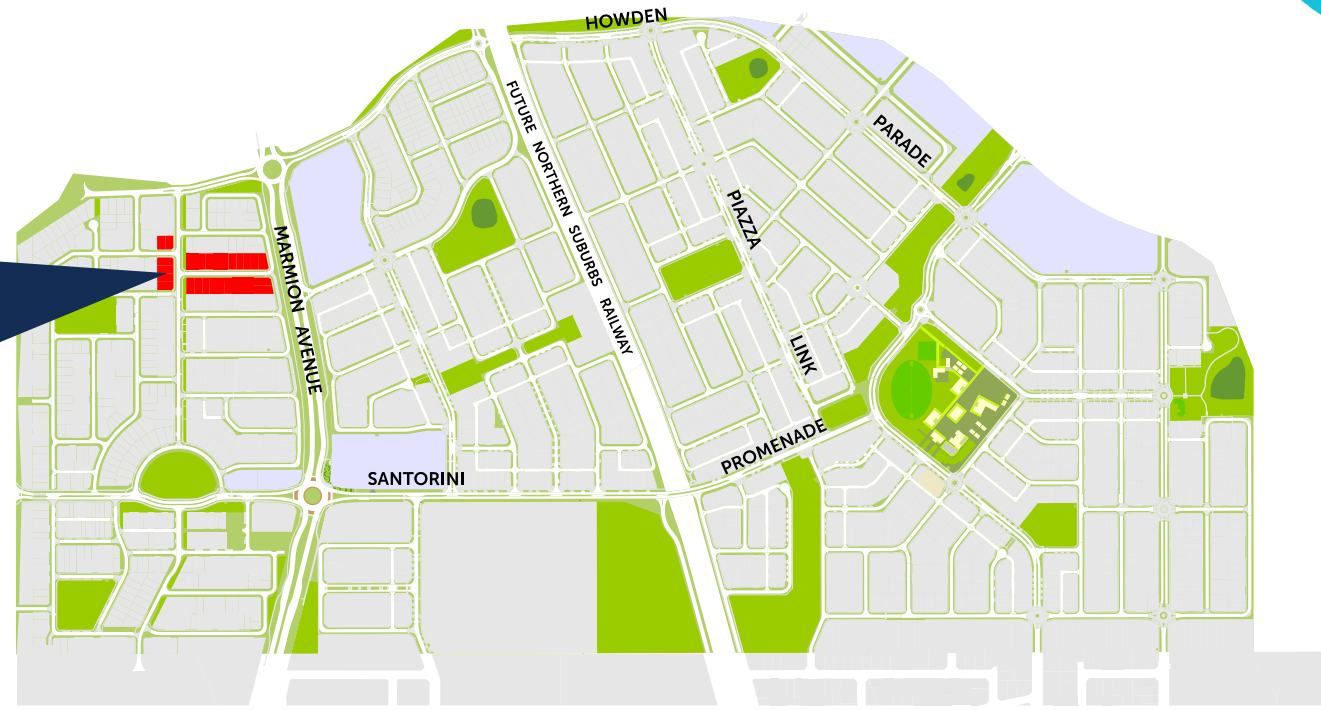 HOWDEN
PARADE
FUTURE NORTHERN SUBURBS RAILWAY
PIAZZA
LINK
MARMION AVENUE
SANTORINI
PROMENADE